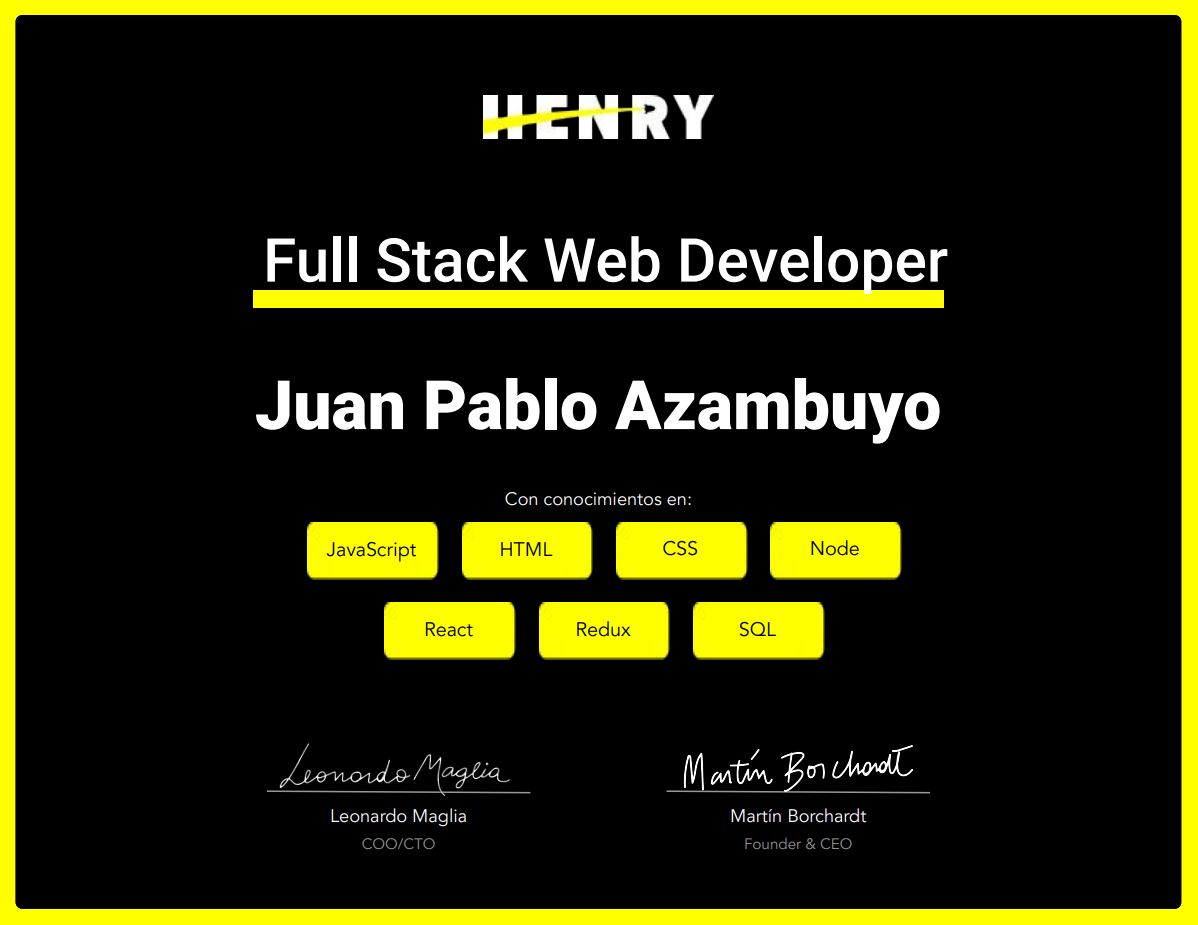 HENRY
Full Stack Web Developer
Juan Pablo Azambuyo
Con conocimientos en:
JavaScript HTML CSS Node
React Redux SQL
Leonardo Maglia Martín Borchardt
Leonardo Maglia Martín Borchardt
COO/CTO Founder & CEO